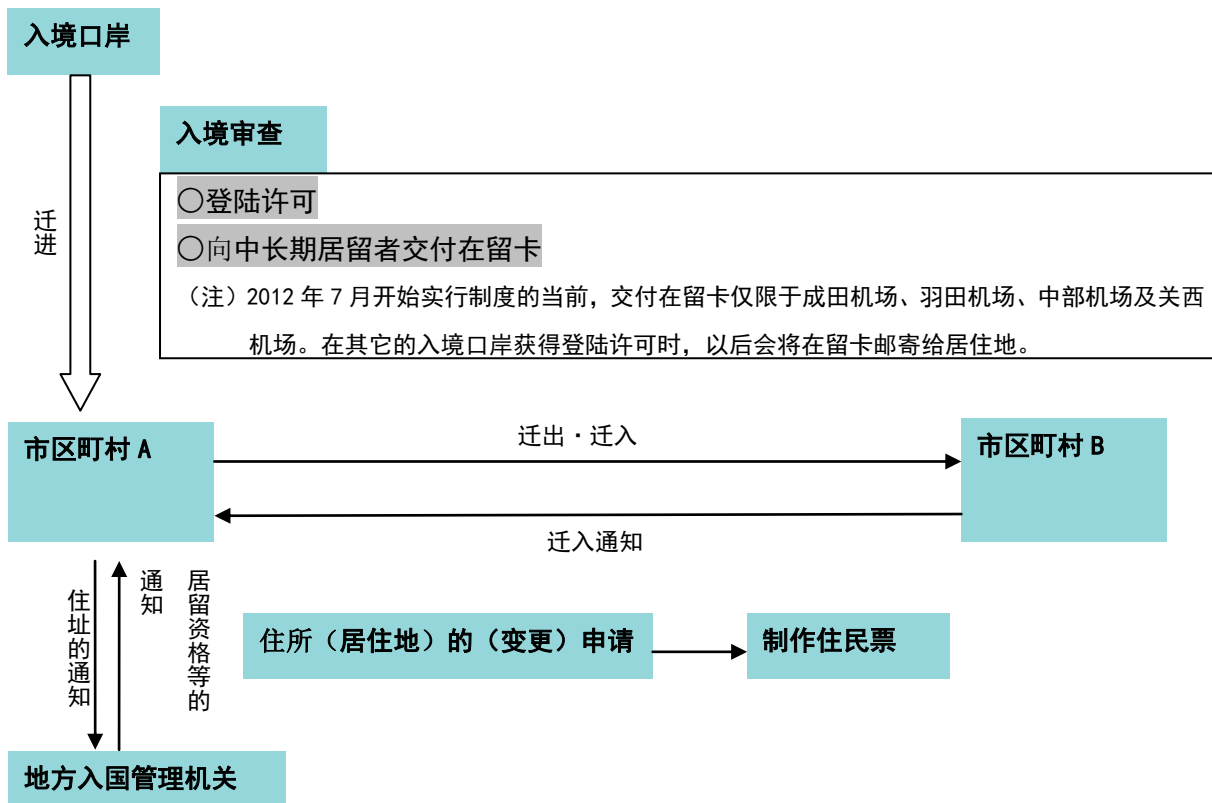 入境口岸
入境审查
○登陆许可
○向中长期居留者交付在留卡
（注）2012 年 7 月开始实行制度的当前，交付在留卡仅限于成田机场、羽田机场、中部机场及关西
机场。在其它的入境口岸获得登陆许可时，以后会将在留卡邮寄给居住地。
迁进
市区町村 A
迁出・迁入
市区町村 B
迁入通知
住址的通知
居留资格等的
通知
住所（居住地）的（变更）申请
制作住民票
地方入国管理机关